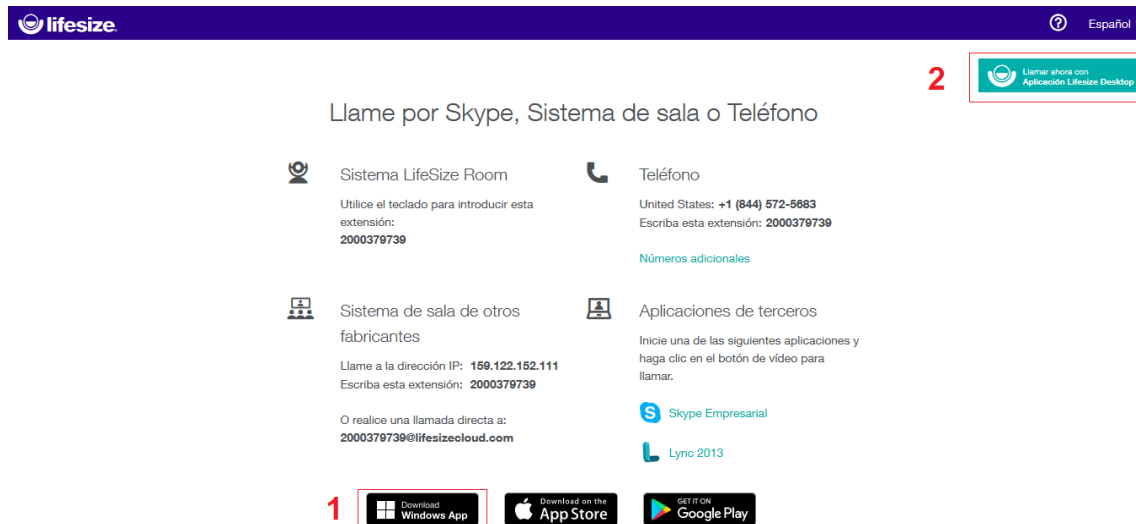 lifesize
Español
2
Llamar ahora con
Aplicación Lifesize Desktop
Llame por Skype, Sistema de sala o Teléfono
Sistema LifeSize Room
Utilice el teclado para introducir esta
extensión:
2000379739
Teléfono
United States: +1 (844) 572-5683
Escriba esta extensión: 2000379739
Números adicionales
Sistema de sala de otros
fabricantes
Llame a la dirección IP: 159.122.152.111
Escriba esta extensión: 2000379739
O realice una llamada directa a:
2000379739@lifesizecloud.com
Aplicaciones de terceros
Inicie una de las siguientes aplicaciones y
haga clic en el botón de vídeo para
llamar.
Skype Empresarial
Lync 2013
1
Download
Windows App
Download on the
App Store
GET IT ON
Google Play